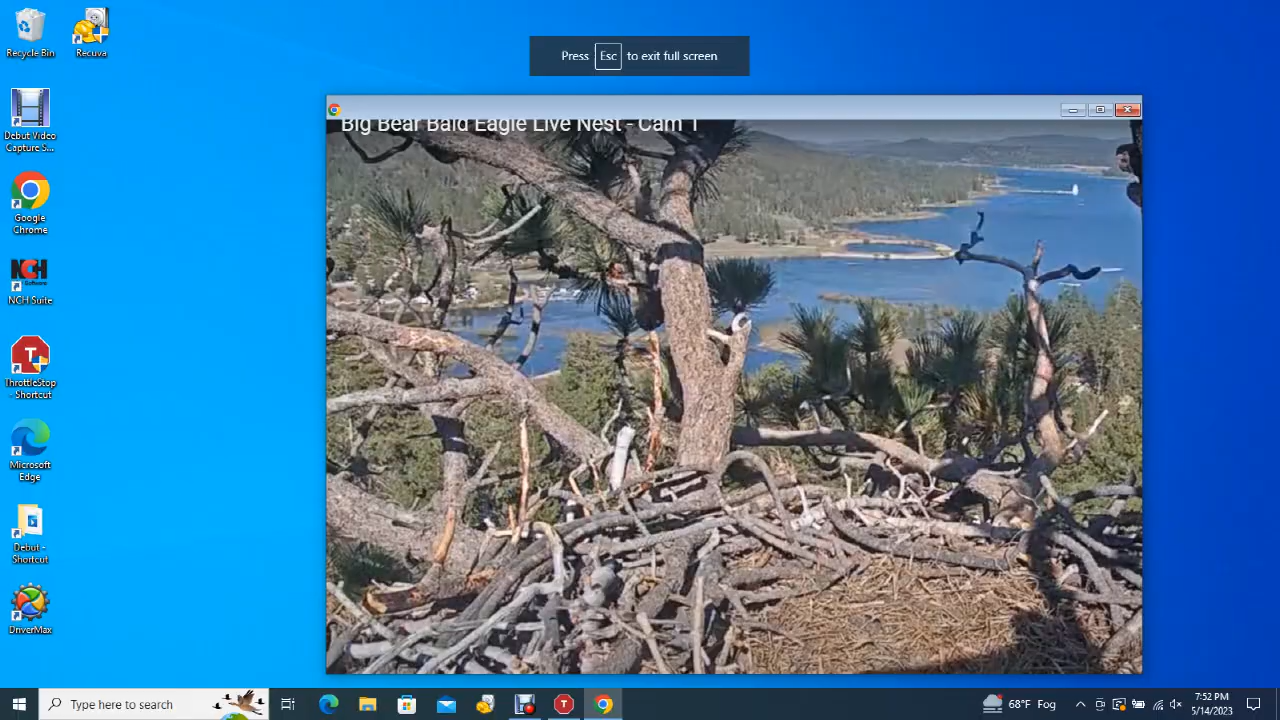 Recycle Bin
Recuva
Debut Video
Capture S...
Google
Chrome
NCH
NCH Suite
T
ThrottleStop
- Shortcut
Microsoft
Edge
Debut -
Shortcut
DriverMax
Press Esc to exit full screen
Big Bear Bald Eagle Live Nest - Cam 1
Type here to search
T
68°F Fog
7:52 PM
5/14/2023